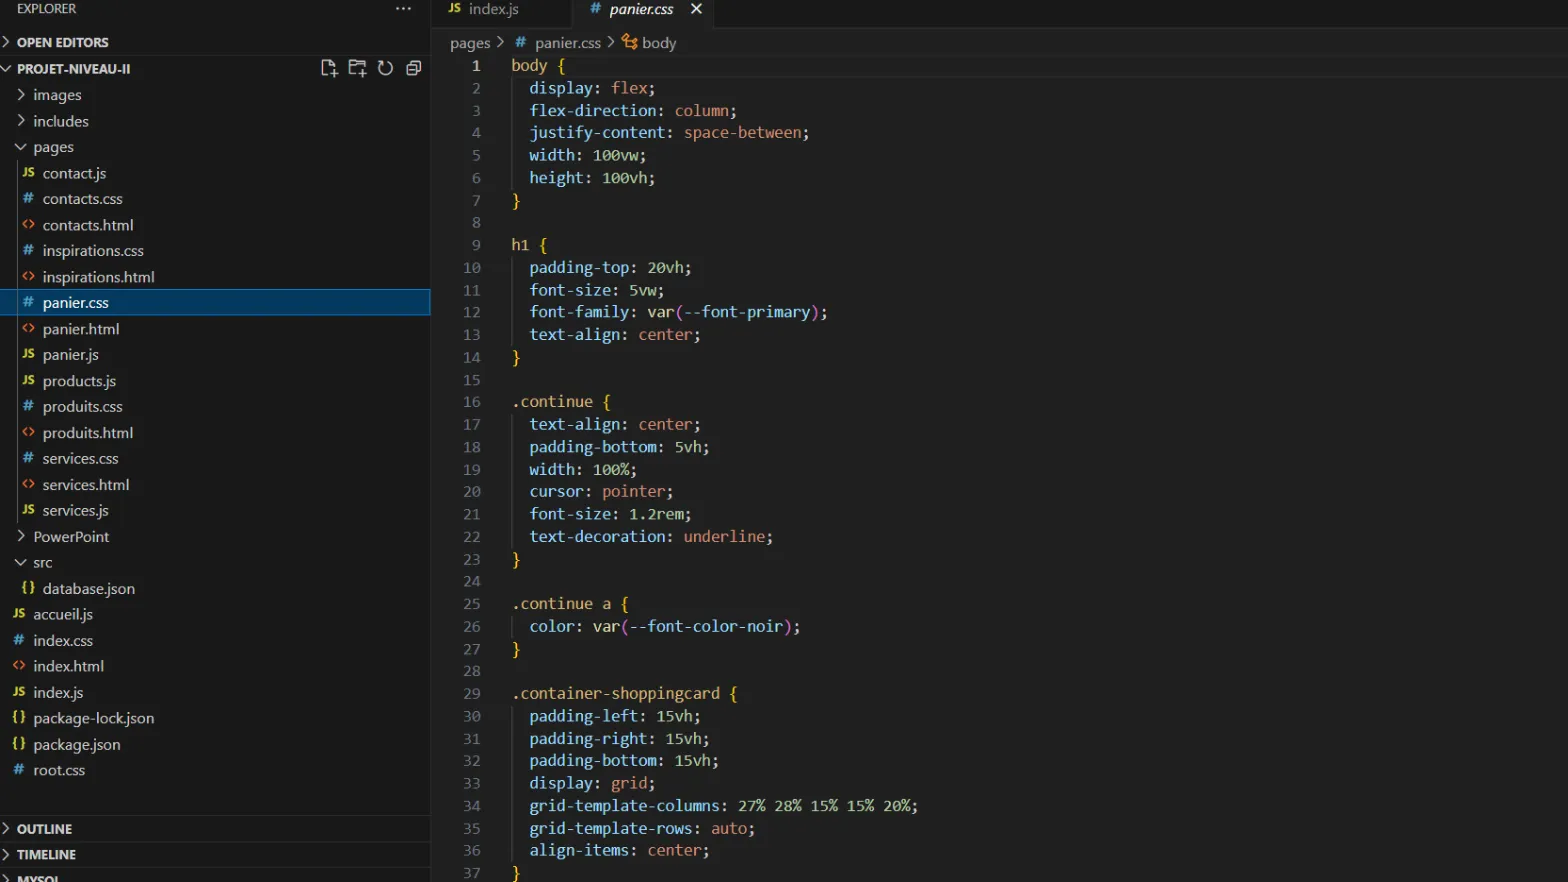 EXPLORER
OPEN EDITORS
PROJET-NIVEAU-II
images
includes
pages
JS contact.js
# contacts.css
<> contacts.html
# inspirations.css
<> inspirations.html
# panier.css
<> panier.html
JS panier.js
JS products.js
# produits.css
<> produits.html
# services.css
<> services.html
JS services.js
PowerPoint
src
{} database.json
JS accueil.js
# index.css
<> index.html
JS index.js
{} package-lock.json
{} package.json
# root.css
OUTLINE
TIMELINE
MYSQL
JS index.js
# panier.css
pages > # panier.css > body
1 body {
2 display: flex;
3 flex-direction: column;
4 justify-content: space-between;
5 width: 100vw;
6 height: 100vh;
7 }
8
9 h1 {
10 padding-top: 20vh;
11 font-size: 5vw;
12 font-family: var(--font-primary);
13 text-align: center;
14 }
15
16 .continue {
17 text-align: center;
18 padding-bottom: 5vh;
19 width: 100%;
20 cursor: pointer;
21 font-size: 1.2rem;
22 text-decoration: underline;
23 }
24
25 .continue a {
26 color: var(--font-color-noir);
27 }
28
29 .container-shoppingcard {
30 padding-left: 15vh;
31 padding-right: 15vh;
32 padding-bottom: 15vh;
33 display: grid;
34 grid-template-columns: 27% 28% 15% 15% 20%;
35 grid-template-rows: auto;
36 align-items: center;
37 }